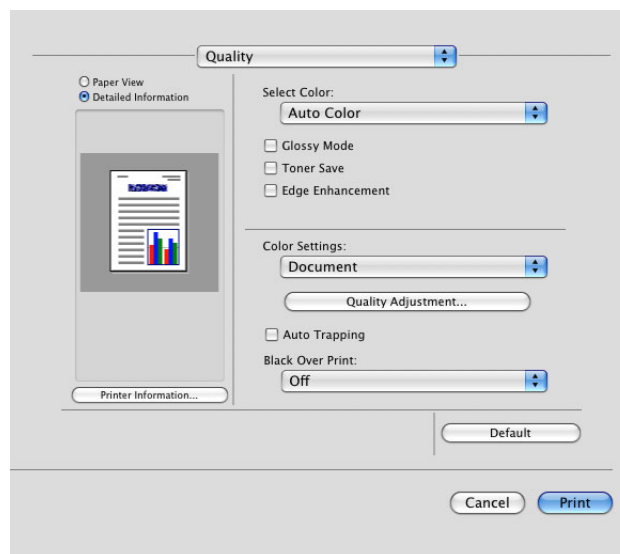 Quality
Paper View
Detailed Information
Printer Information...
Select Color:
Auto Color
Glossy Mode
Toner Save
Edge Enhancement
Color Settings:
Document
Quality Adjustment...
Auto Trapping
Black Over Print:
Off
Default
Cancel
Print